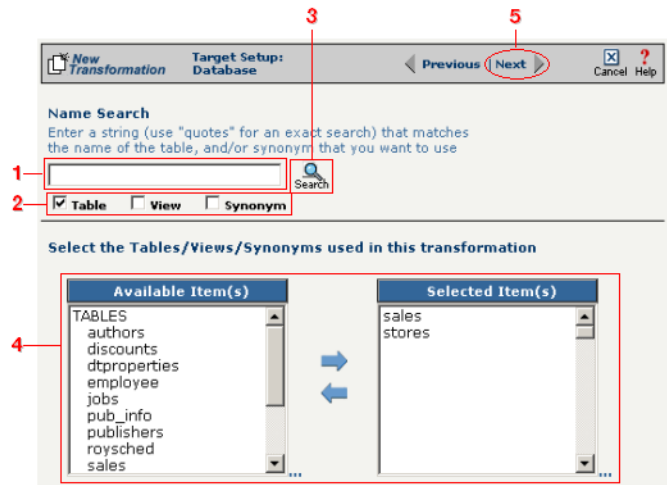 3
5
New Transformation
Target Setup: Database
Previous | Next
Cancel Help
Name Search
Enter a string (use "quotes" for an exact search) that matches
the name of the table, and/or synonym that you want to use
1
Search
2
Table View Synonym
Select the Tables/Views/Synonyms used in this transformation
Available Item(s)
Selected Item(s)
4
TABLES
authors
discounts
dtproperties
employee
jobs
pub_info
publishers
roysched
sales
...
sales
stores
...